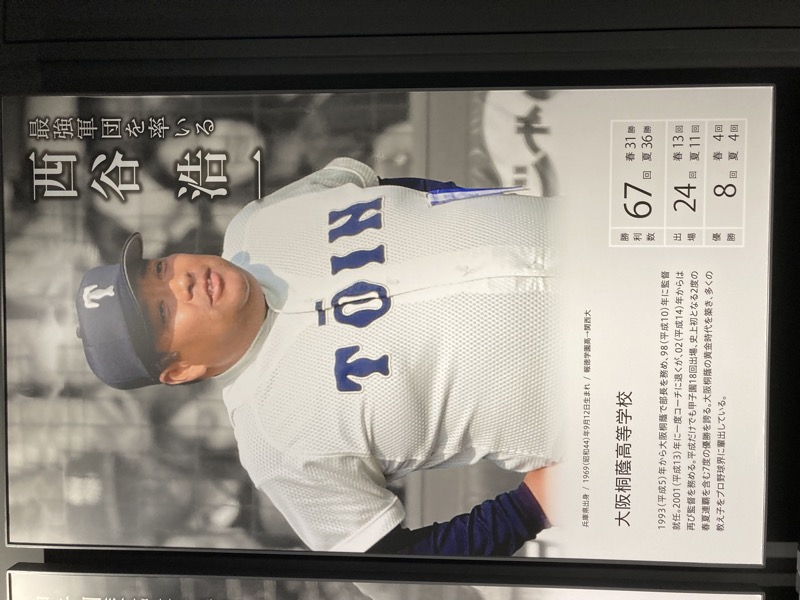 最強軍団を率いる
西谷 浩一
T
TŌIN
じゃ
兵庫県出身 / 1969(昭和44)年9月12日生まれ / 報徳学園高→関西大
大阪桐蔭高等学校
1993(平成5)年から大阪桐蔭で部長を務め、98(平成10)年に監督
就任。2001(平成13)年に一度コーチに退くが、02(平成14)年からは
再び監督を務める。平成だけでも甲子園18回出場、史上初となる2度の
春夏連覇を含む7度の優勝を誇る。大阪桐蔭の黄金時代を築き、多くの
教え子をプロ野球界に輩出している。
勝利数 67回 春31勝 夏36勝
出場 24回 春13回 夏11回
優勝 8回 春4回 夏4回